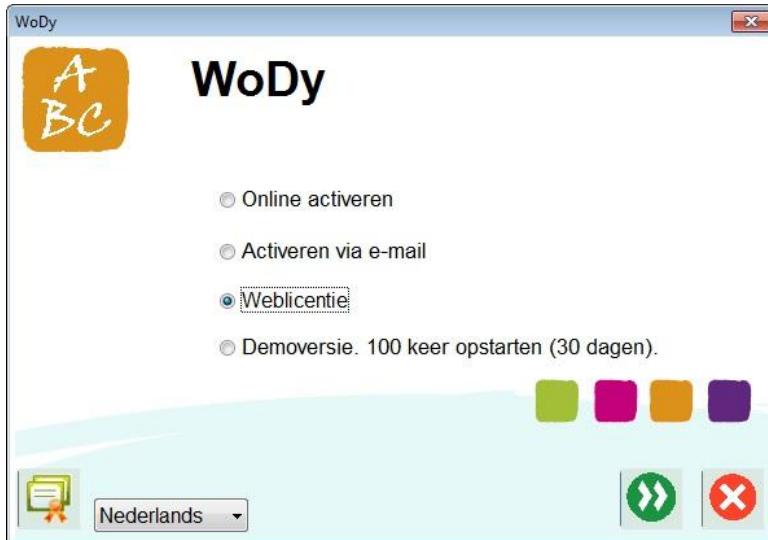 WoDy
A
BC
WoDy
Online activeren
Activeren via e-mail
Weblicentie
Demoversie. 100 keer opstarten (30 dagen).
Nederlands